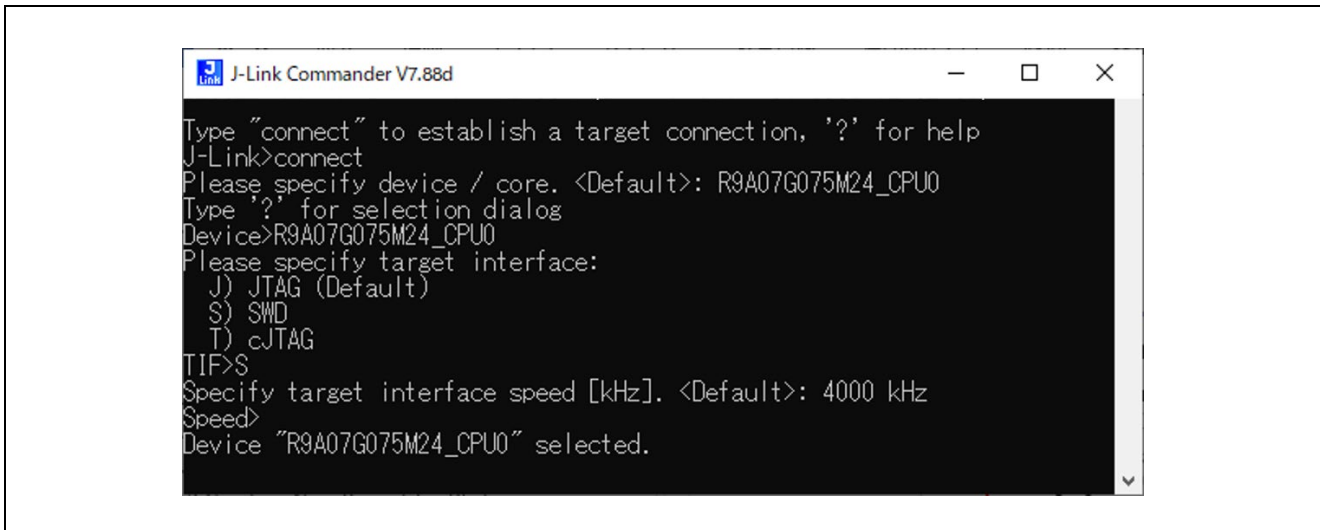 J-Link Commander V7.88d
Type "connect" to establish a target connection, '?' for help
J-Link>connect
Please specify device / core. <Default>: R9A07G075M24_CPU0
Type '?' for selection dialog
Device>R9A07G075M24_CPU0
Please specify target interface:
J) JTAG (Default)
S) SWD
T) cJTAG
TIF>S
Specify target interface speed [kHz]. <Default>: 4000 kHz
Speed>
Device "R9A07G075M24_CPU0" selected.